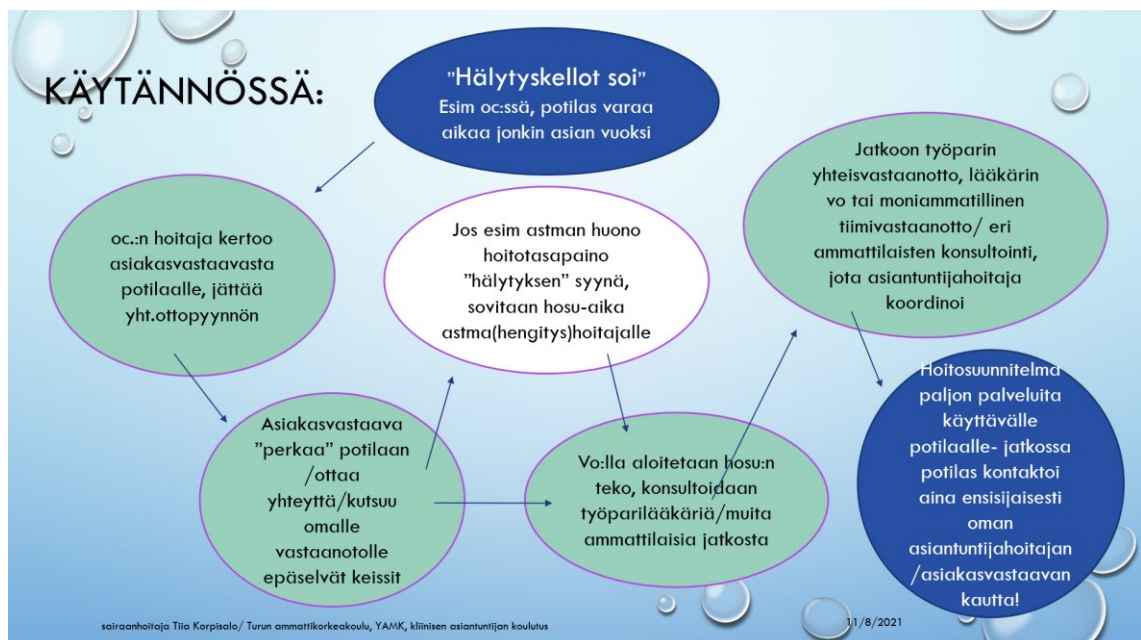 KÄYTÄNNÖSSÄ:
”Hälytyskellot soi”
Esim oc:ssä, potilas varaa
aikaa jonkin asian vuoksi
oc.:n hoitaja kertoo
asiakasvastaavasta
potilaalle, jättää
yht.ottopyynnön
Asiakasvastaava
”perkaa” potilaan
/ottaa
yhteyttä/kutsuu
omalle
vastaanotolle
epäselvät keissit
Jos esim astman huono
hoitotasapaino
”hälytyksen” syynä,
sovitaan hosu-aika
astma(hengitys)hoitajalle
Vo:lla aloitetaan hosu:n
teko, konsultoidaan
työparilääkäriä/muita
ammattilaisia jatkosta
Jatkoon työparin
yhteisvastaanotto, lääkärin
vo tai moniammatillinen
tiimivastaanotto/ eri
ammattilaisten konsultointi,
jota asiantuntijahoitaja
koordinoi
Hoitosuunnitelma
paljon palveluita
käyttävälle
potilaalle- jatkossa
potilas kontaktoi
aina ensisijaisesti
oman
asiantuntijahoitajan
/asiakasvastaavan
kautta!
sairaanhoitaja Tiia Korpisalo/ Turun ammattikorkeakoulu, YAMK, kliinisen asiantuntijan koulutus
11/8/2021